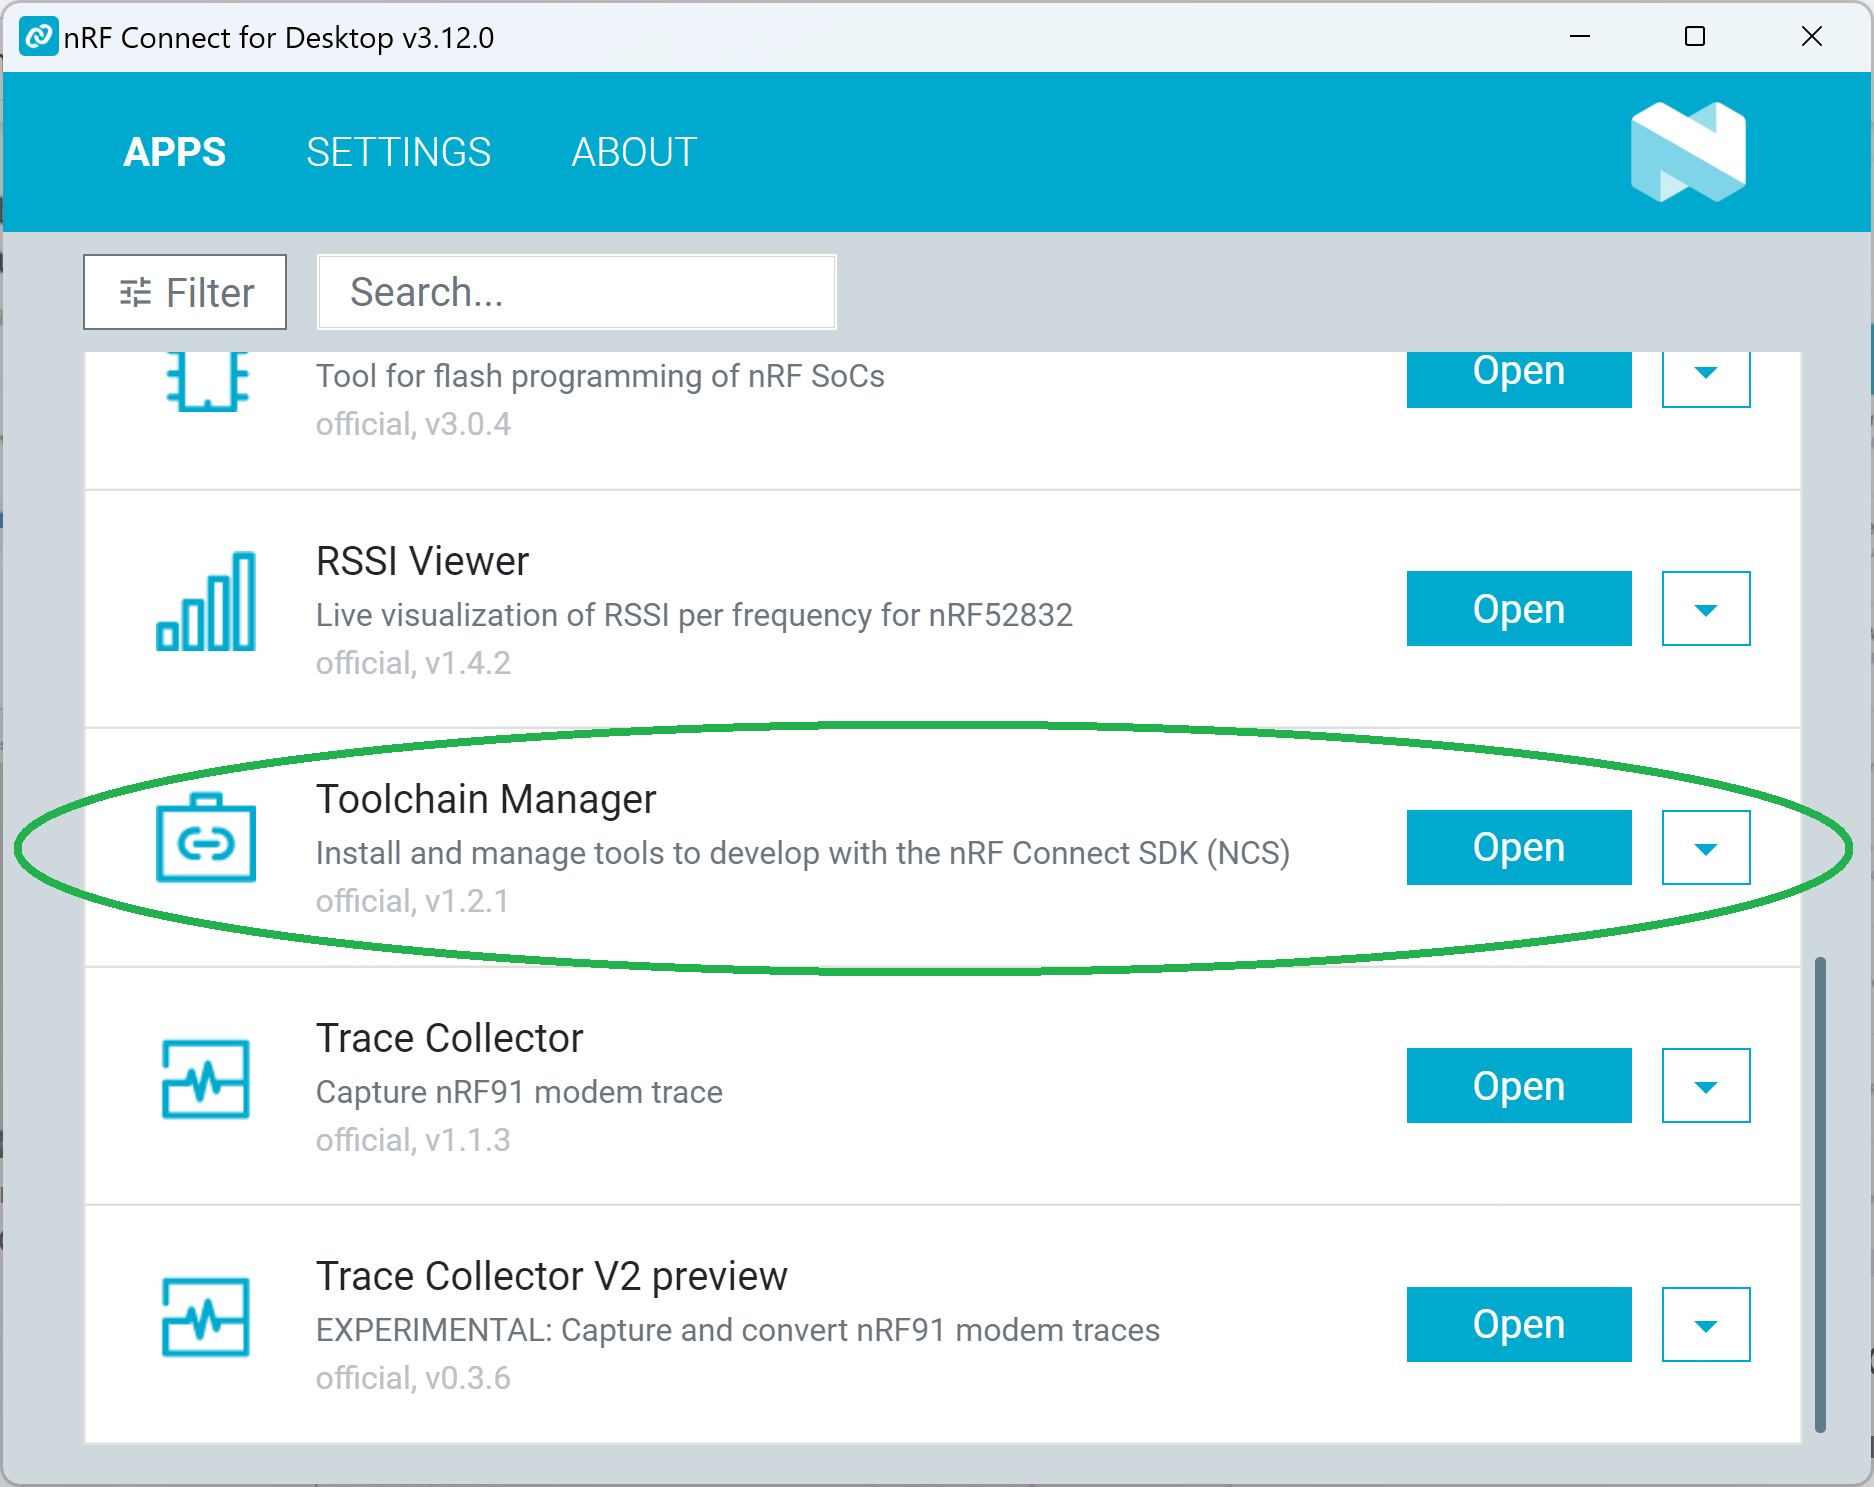 nRF Connect for Desktop v3.12.0
APPS SETTINGS ABOUT
Filter Search...
Tool for flash programming of nRF SoCs
official, v3.0.4
Open
RSSI Viewer
Live visualization of RSSI per frequency for nRF52832
official, v1.4.2
Open
Toolchain Manager
Install and manage tools to develop with the nRF Connect SDK (NCS)
official, v1.2.1
Open
Trace Collector
Capture nRF91 modem trace
official, v1.1.3
Open
Trace Collector V2 preview
EXPERIMENTAL: Capture and convert nRF91 modem traces
official, v0.3.6
Open